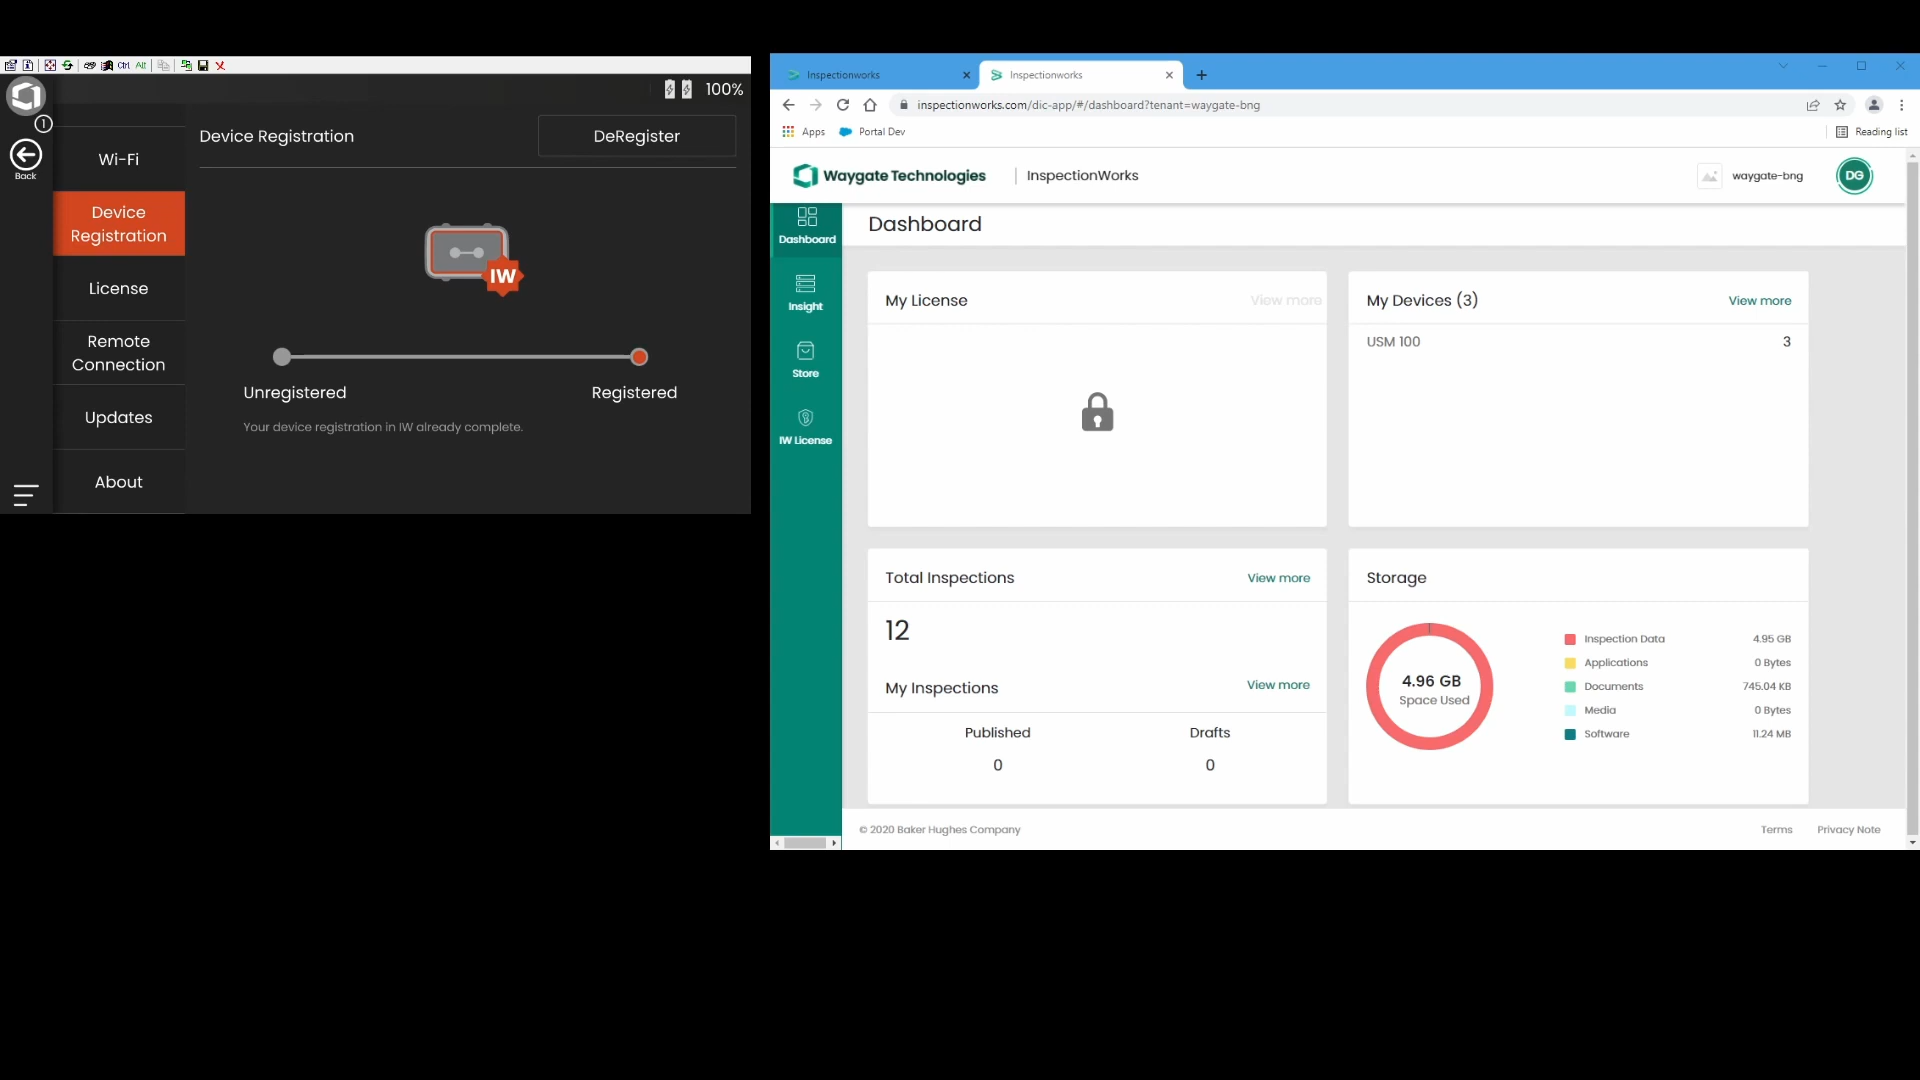 Ctrl Alt
100%
1
Back
Wi-Fi
Device
Registration
License
Remote
Connection
Updates
About
Device Registration
DeRegister
IW
Unregistered
Registered
Your device registration in IW already complete.
Inspectionworks
Inspectionworks
inspectionworks.com/dic-app/#/dashboard?tenant=waygate-bng
Apps
Portal Dev
Reading list
Waygate Technologies
InspectionWorks
waygate-bng
DG
Dashboard
Insight
Store
IW License
Dashboard
My License
View more
My Devices (3)
View more
USM 100
3
Total Inspections
View more
12
My Inspections
View more
Published
Drafts
0
0
Storage
4.96 GB
Space Used
Inspection Data
4.95 GB
Applications
0 Bytes
Documents
745.04 KB
Media
0 Bytes
Software
11.24 MB
© 2020 Baker Hughes Company
Terms
Privacy Note